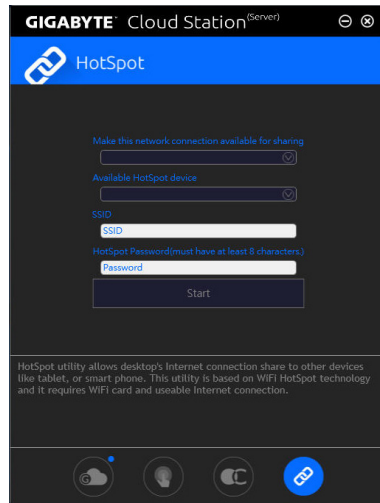 GIGABYTE™ Cloud Station(Server)
HotSpot
Make this network connection available for sharing
Available HotSpot device
SSID
SSID
HotSpot Password(must have at least 8 characters.)
Password
Start
HotSpot utility allows desktop's Internet connection share to other devices
like tablet, or smart phone. This utility is based on WiFi HotSpot technology
and it requires WiFi card and useable Internet connection.
G